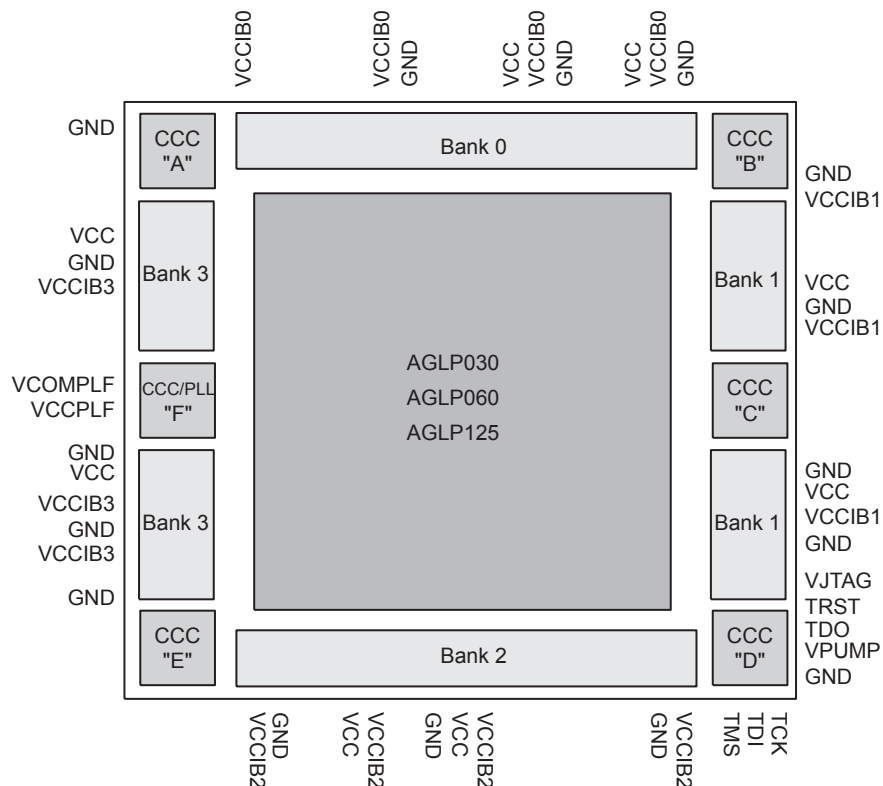 VCCIB0
VCCIB0
GND
VCC
VCCIB0
GND
VCC
VCCIB0
GND
GND
CCC
"A"
Bank 0
CCC
"B"
GND
VCCIB1
VCC
GND
VCCIB3
Bank 3
Bank 1
VCC
GND
VCCIB1
AGLP030
AGLP060
AGLP125
VCOMPLF
VCCPLF
CCC/PLL
"F"
CCC
"C"
GND
VCC
VCCIB3
GND
VCCIB3
GND
Bank 3
Bank 1
GND
VCC
VCCIB1
GND
VJTAG
TRST
TDO
VPUMP
GND
CCC
"E"
Bank 2
CCC
"D"
VCCIB2
GND
VCC
VCCIB2
GND
VCC
VCCIB2
GND
VCCIB2
TMS
TDI
TCK